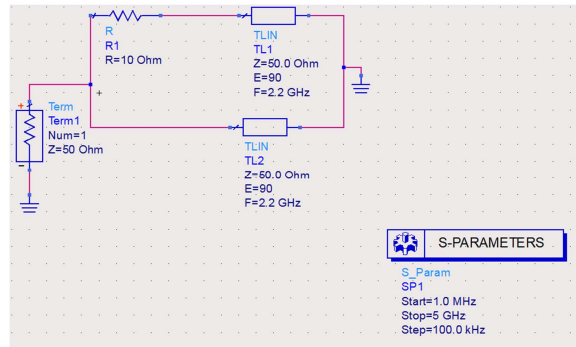 R
R1
R=10 Ohm
TLIN
TL1
Z=50.0 Ohm
E=90
F=2.2 GHz
+
+
Term
Term1
Num=1
Z=50 Ohm
-
TLIN
TL2
Z=50.0 Ohm
E=90
F=2.2 GHz
S-PARAMETERS
S_Param
SP1
Start=1.0 MHz
Stop=5 GHz
Step=100.0 kHz